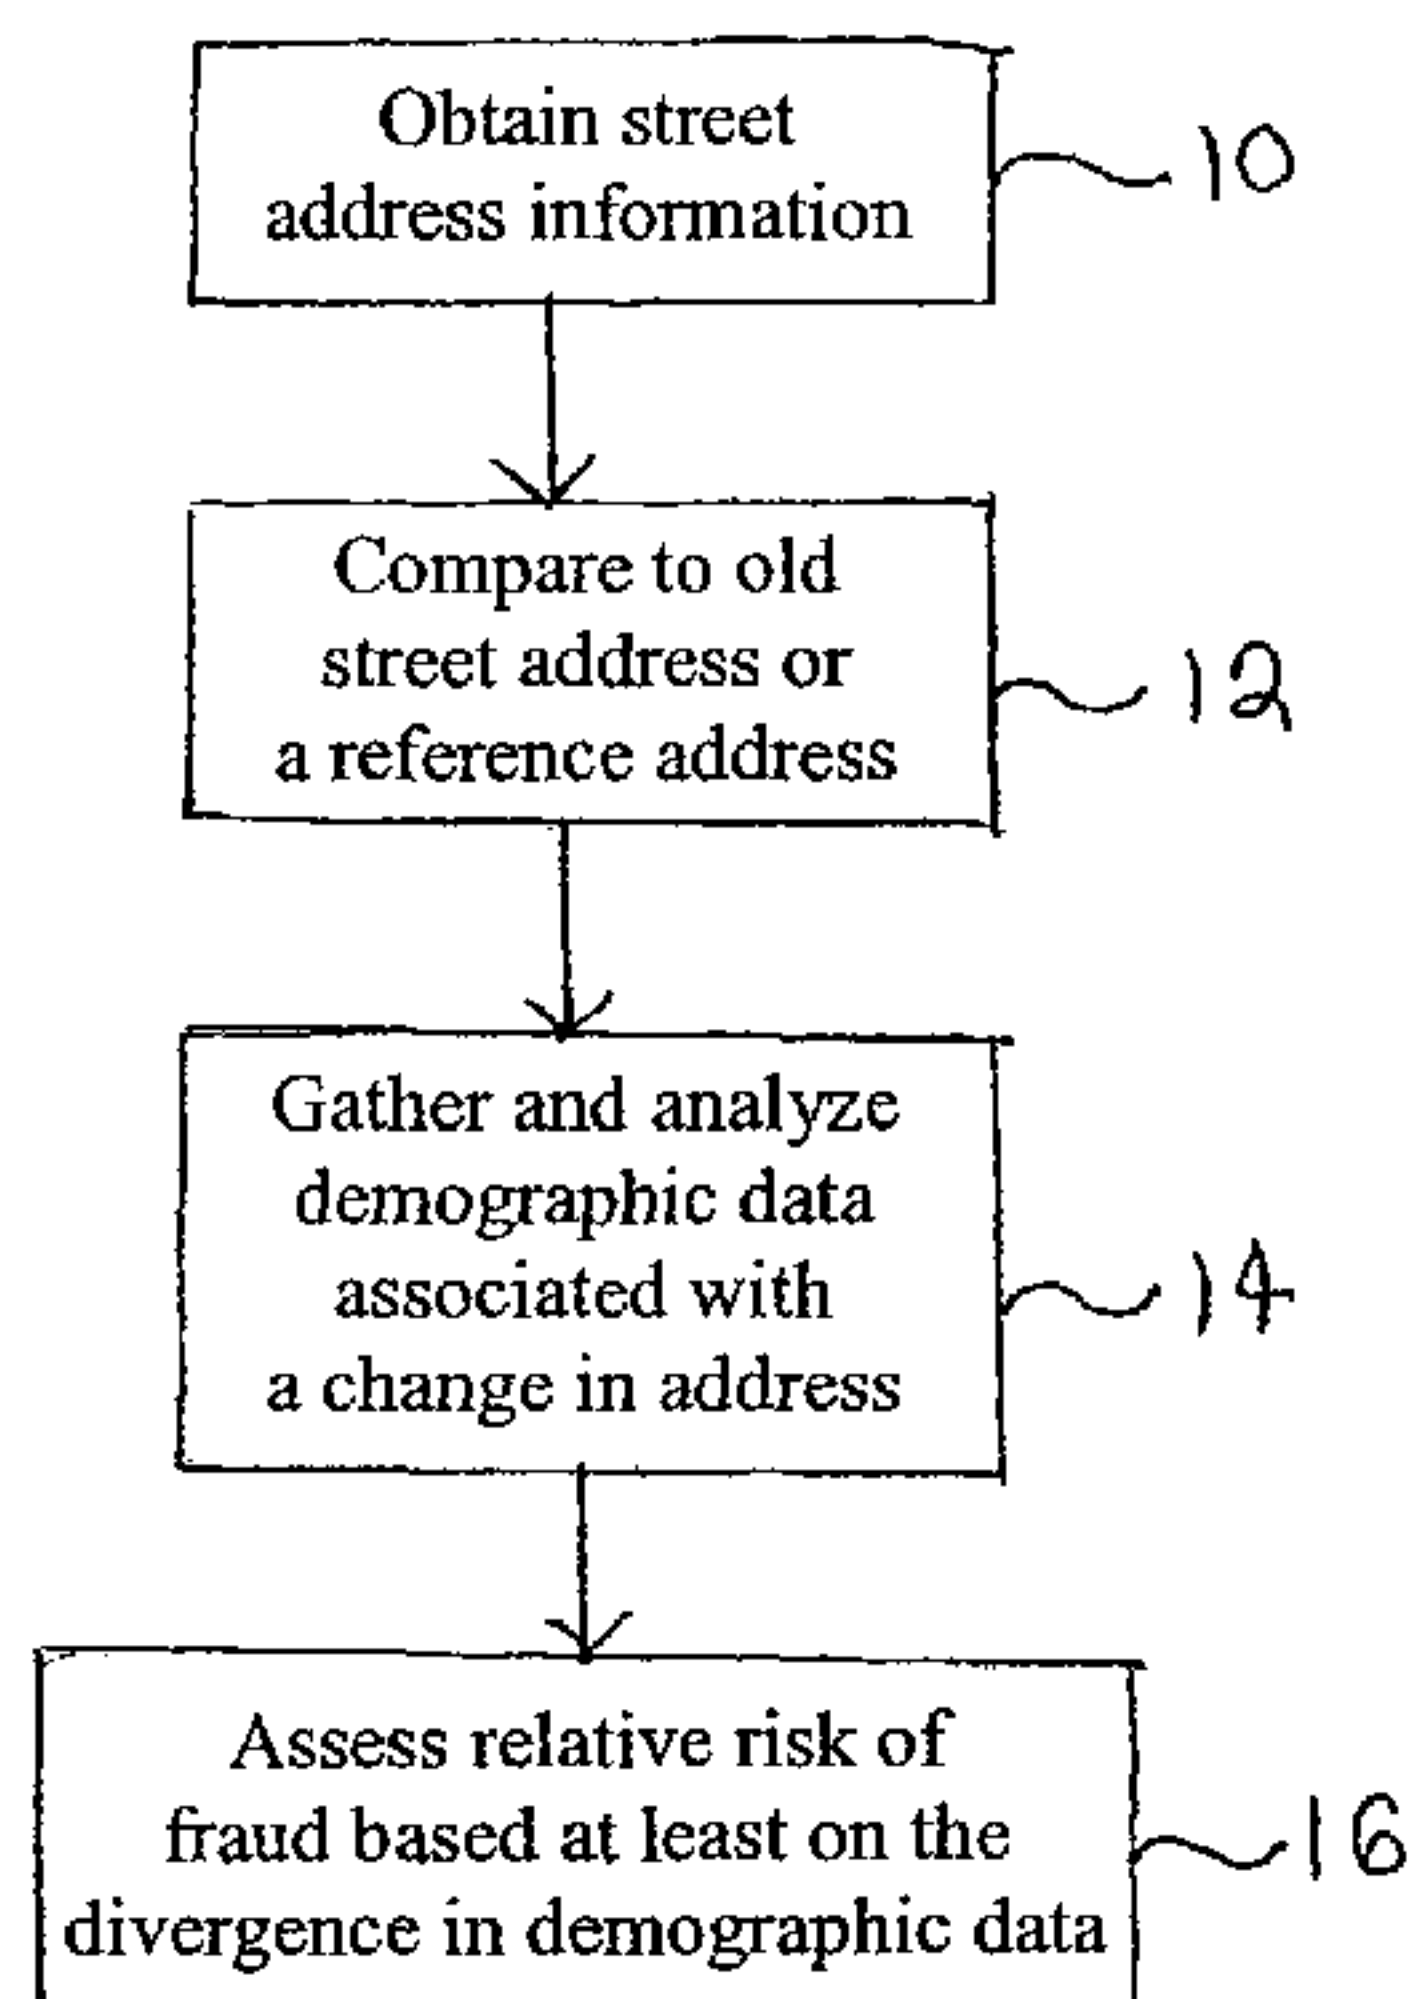 Obtain street
address information
10
Compare to old
street address or
a reference address
12
Gather and analyze
demographic data
associated with
a change in address
14
Assess relative risk of
fraud based at least on the
divergence in demographic data
16